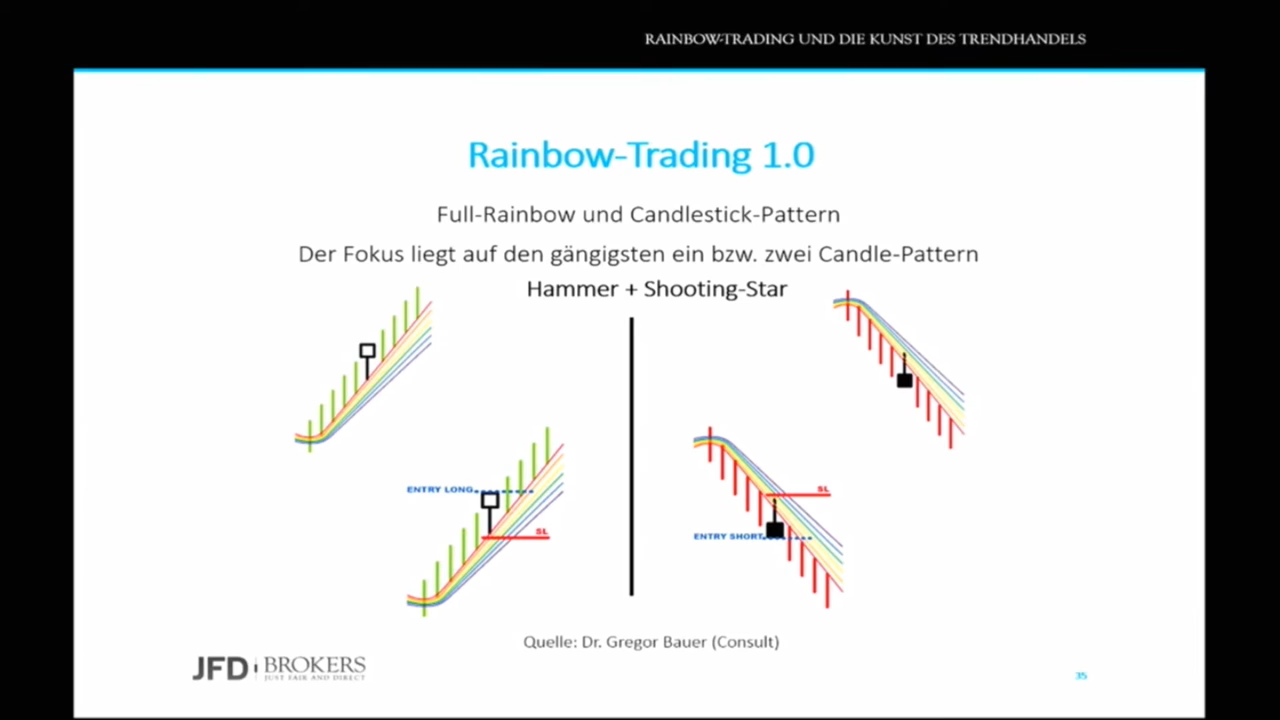 RAINBOW-TRADING UND DIE KUNST DES TRENDHANDELS
Rainbow-Trading 1.0
Full-Rainbow und Candlestick-Pattern
Der Fokus liegt auf den gängigsten ein bzw. zwei Candle-Pattern
Hammer + Shooting-Star
ENTRY LONG
SL
SL
ENTRY SHORT
Quelle: Dr. Gregor Bauer (Consult)
JFD BROKERS
JUST FAIR AND DIRECT
35